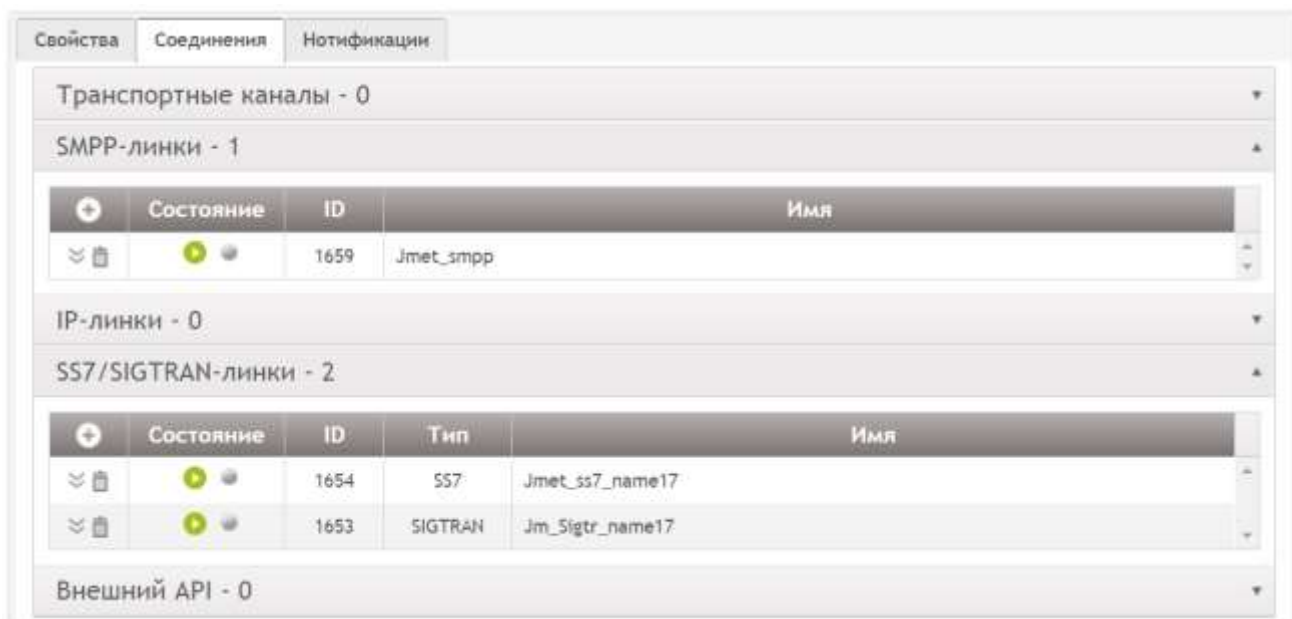 Свойства Соединения Нотификации
Транспортные каналы - 0
SMPP-линки - 1
Состояние ID Имя
1659 Jmet_smpp
IP-линки - 0
SS7/SIGTRAN-линки - 2
Состояние ID Тип Имя
1654 SS7 Jmet_ss7_name17
1653 SIGTRAN Jm_Sigtr_name17
Внешний API - 0